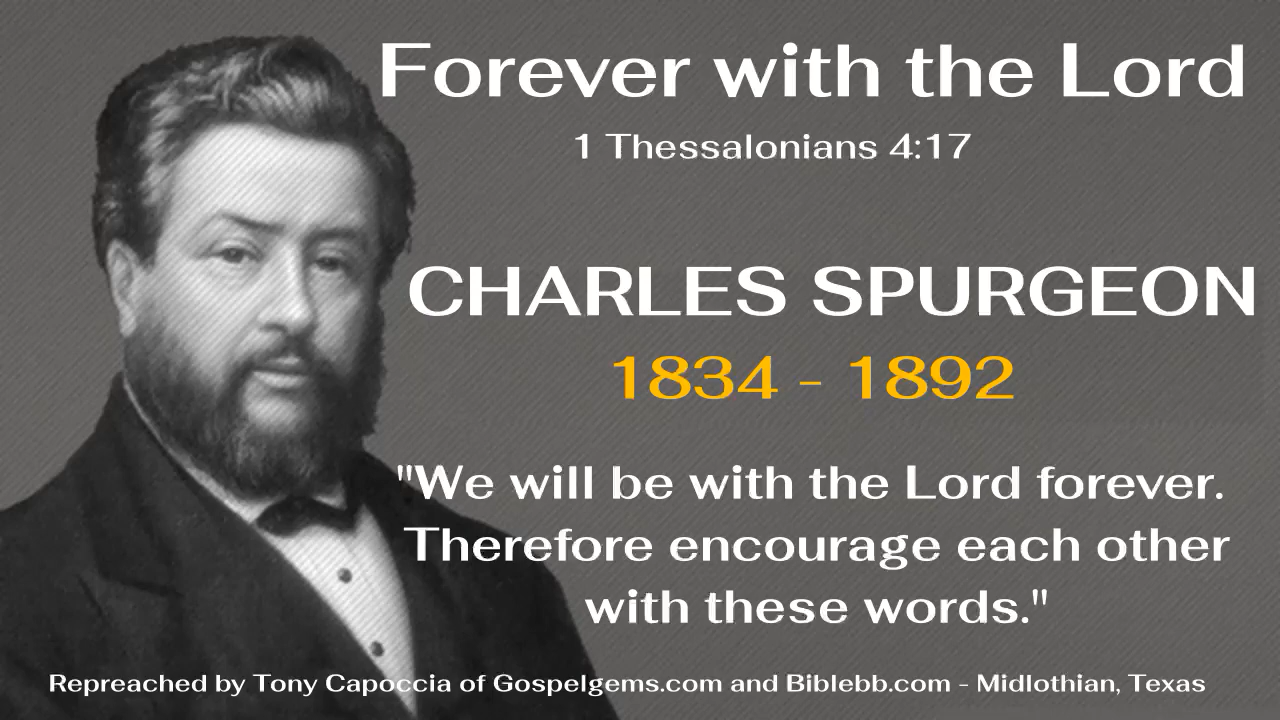 Forever with the Lord
1 Thessalonians 4:17
CHARLES SPURGEON
1834 - 1892
"We will be with the Lord forever.
Therefore encourage each other
with these words."
Repreached by Tony Capoccia of Gospelgems.com and Biblebb.com - Midlothian, Texas